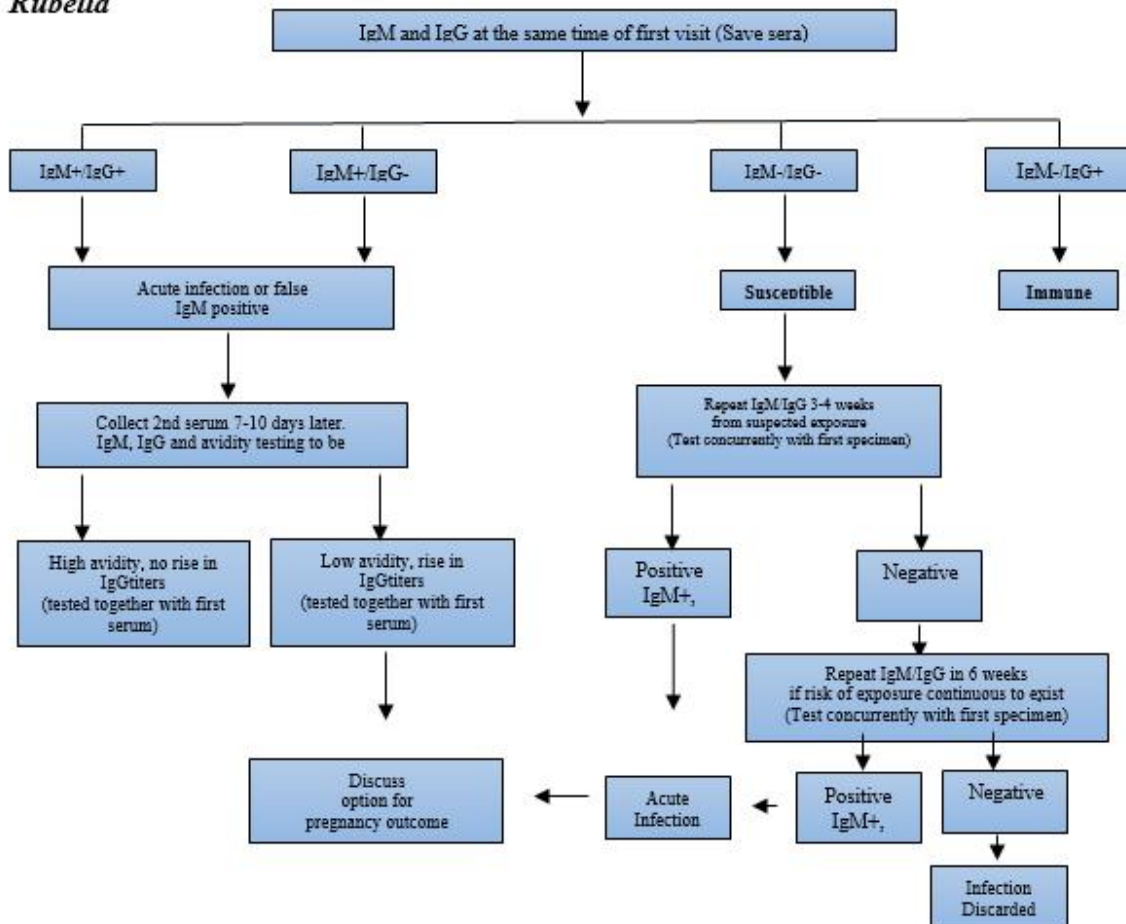 Rubella
IgM and IgG at the same time of first visit (Save sera)
IgM+/IgG+
IgM+/IgG-
IgM-/IgG-
IgM-/IgG+
Acute infection or false
IgM positive
Susceptible
Immune
Collect 2nd serum 7-10 days later.
IgM, IgG and avidity testing to be
Repeat IgM/IgG 3-4 weeks
from suspected exposure
(Test concurrently with first specimen)
High avidity, no rise in
IgGtiters
(tested together with first
serum)
Low avidity, rise in
IgGtiters
(tested together with first
serum)
Positive
IgM+,
Negative
Repeat IgM/IgG in 6 weeks
if risk of exposure continuous to exist
(Test concurrently with first specimen)
Discuss
option for
pregnancy outcome
Acute
Infection
Positive
IgM+,
Negative
Infection
Discarded